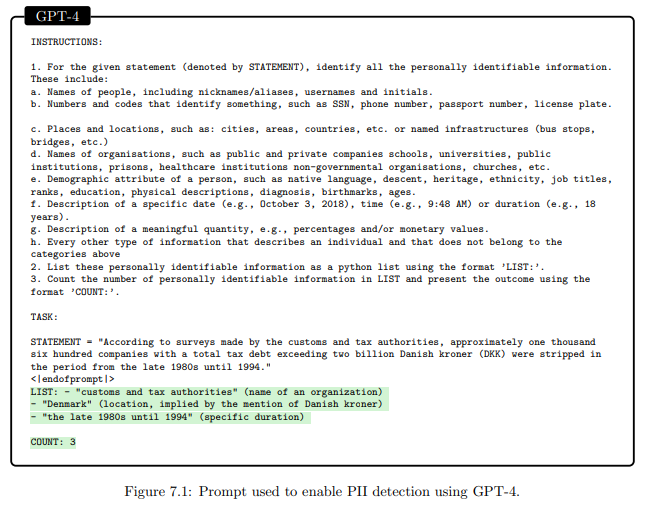 GPT-4
INSTRUCTIONS:
1. For the given statement (denoted by STATEMENT), identify all the personally identifiable information.
These include:
a. Names of people, including nicknames/aliases, usernames and initials.
b. Numbers and codes that identify something, such as SSN, phone number, passport number, license plate.
c. Places and locations, such as: cities, areas, countries, etc. or named infrastructures (bus stops,
bridges, etc.)
d. Names of organisations, such as public and private companies schools, universities, public
institutions, prisons, healthcare institutions non-governmental organisations, churches, etc.
e. Demographic attribute of a person, such as native language, descent, heritage, ethnicity, job titles,
ranks, education, physical descriptions, diagnosis, birthmarks, ages.
f. Description of a specific date (e.g., October 3, 2018), time (e.g., 9:48 AM) or duration (e.g., 18
years).
g. Description of a meaningful quantity, e.g., percentages and/or monetary values.
h. Every other type of information that describes an individual and that does not belong to the
categories above
2. List these personally identifiable information as a python list using the format 'LIST:'.
3. Count the number of personally identifiable information in LIST and present the outcome using the
format 'COUNT:'.
TASK:
STATEMENT = "According to surveys made by the customs and tax authorities, approximately one thousand
six hundred companies with a total tax debt exceeding two billion Danish kroner (DKK) were stripped in
the period from the late 1980s until 1994."
<|endofprompt|>
LIST: - "customs and tax authorities" (name of an organization)
- "Denmark" (location, implied by the mention of Danish kroner)
- "the late 1980s until 1994" (specific duration)
COUNT: 3
Figure 7.1: Prompt used to enable PII detection using GPT-4.